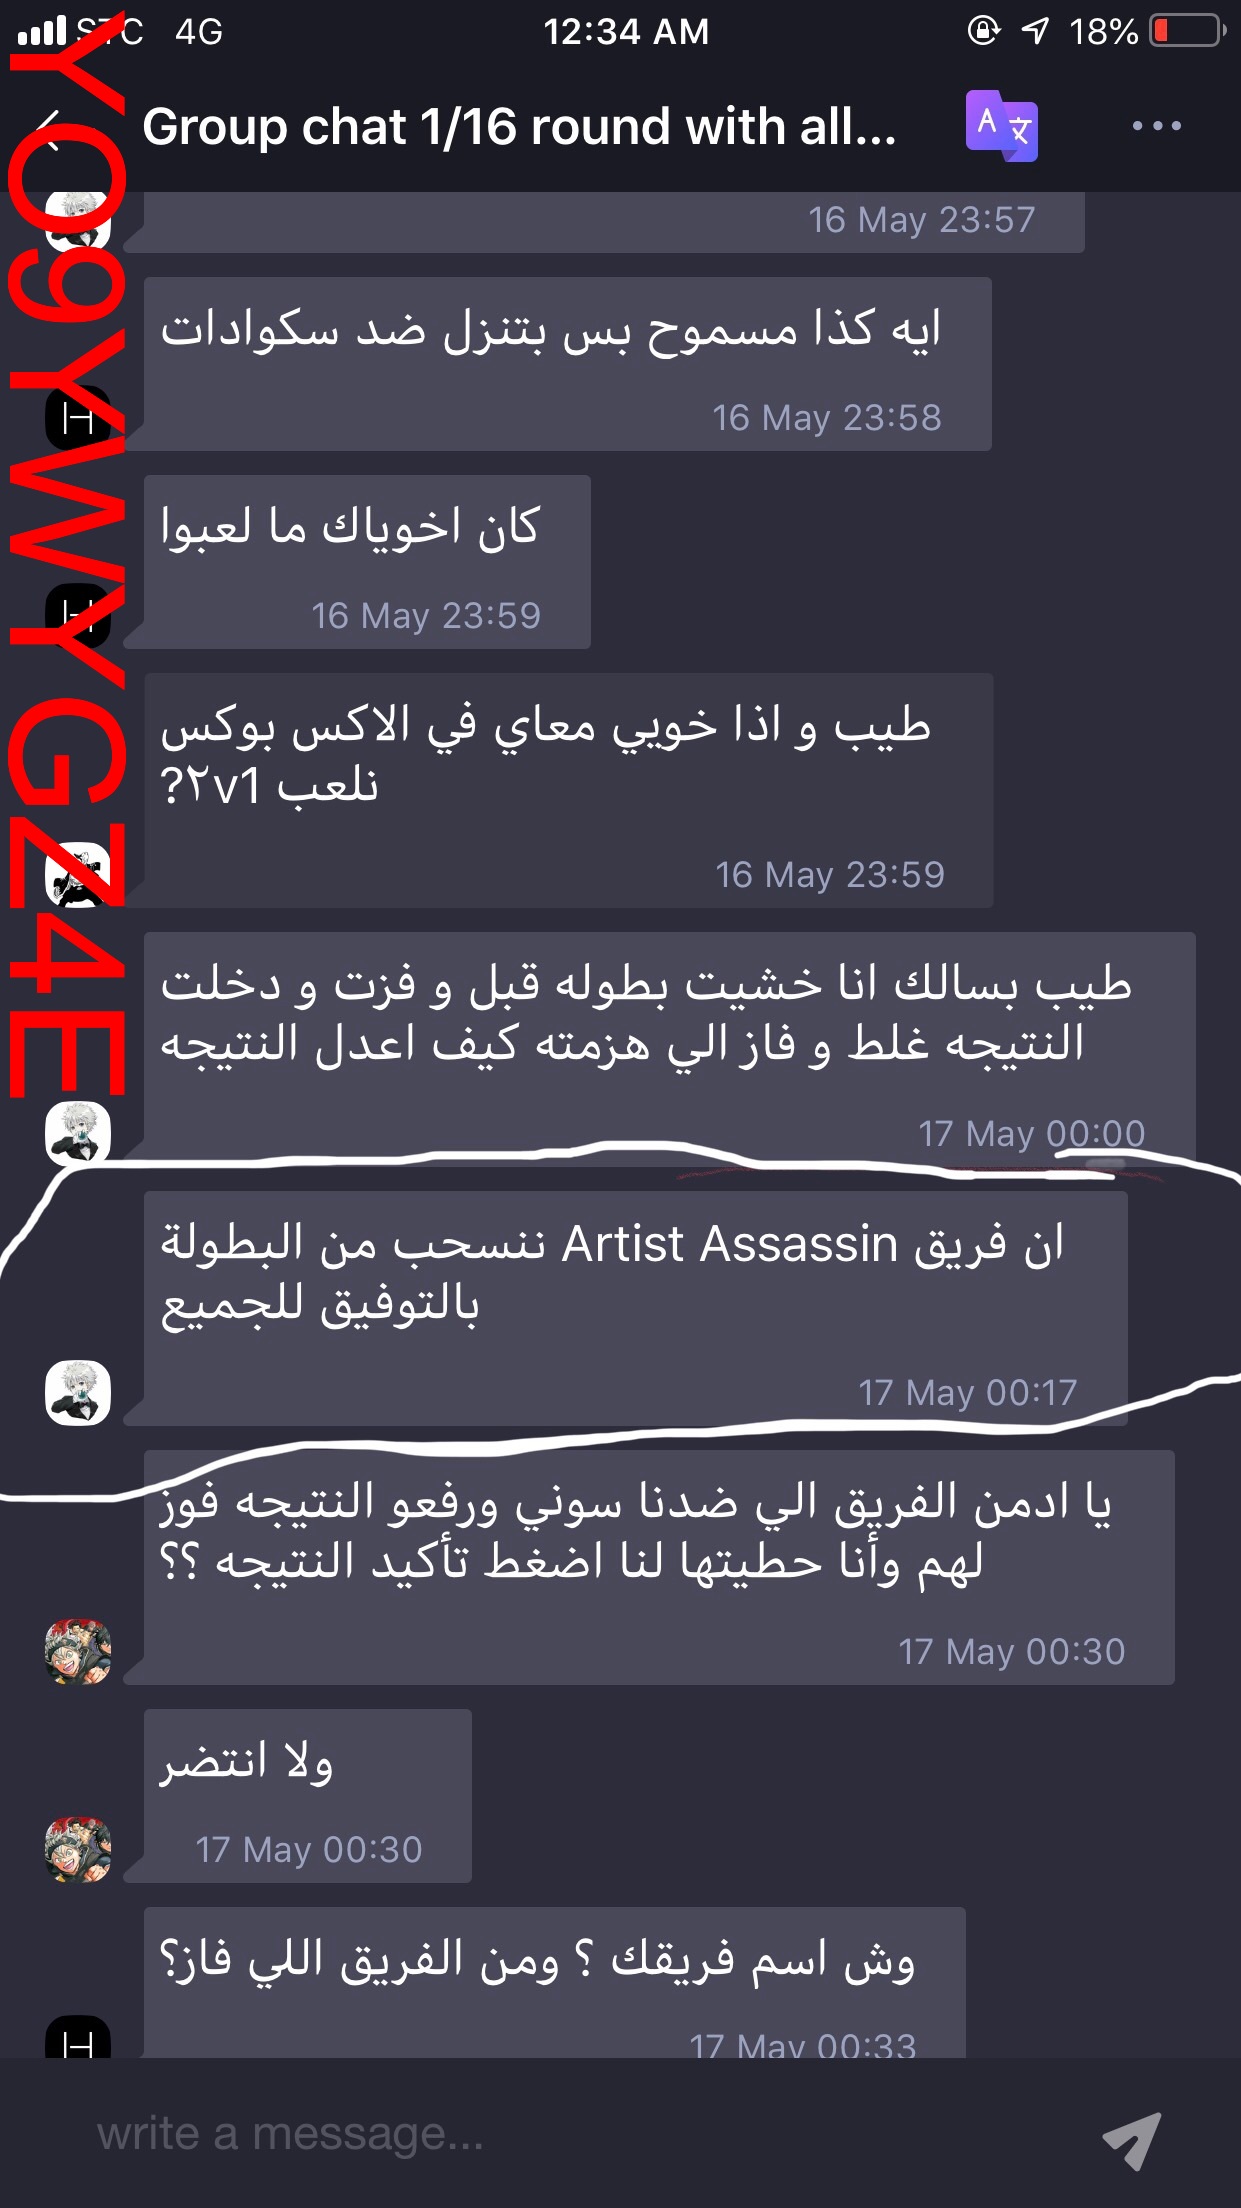 STC 4G 12:34 AM 18%
Group chat 1/16 round with all...
16 May 23:57
ايه كذا مسموح بس بتنزل ضد سكوادات
16 May 23:58
كان اخوياك ما لعبوا
16 May 23:59
طيب و اذا خويي معاي في الاكس بوكس
نلعب ٢v1?
16 May 23:59
طيب بسالك انا خشيت بطوله قبل و فزت و دخلت
النتيجه غلط و فاز الي هزمته كيف اعدل النتيجه
17 May 00:00
ان فريق Artist Assassin ننسحب من البطولة
بالتوفيق للجميع
17 May 00:17
يا ادمن الفريق الي ضدنا سوني ورفعو النتيجه فوز
لهم وأنا حطيتها لنا اضغط تأكيد النتيجه ؟؟
17 May 00:30
ولا انتضر
17 May 00:30
وش اسم فريقك ؟ ومن الفريق اللي فاز؟
17 May 00:33
write a message...
YO9YWYGZ4E